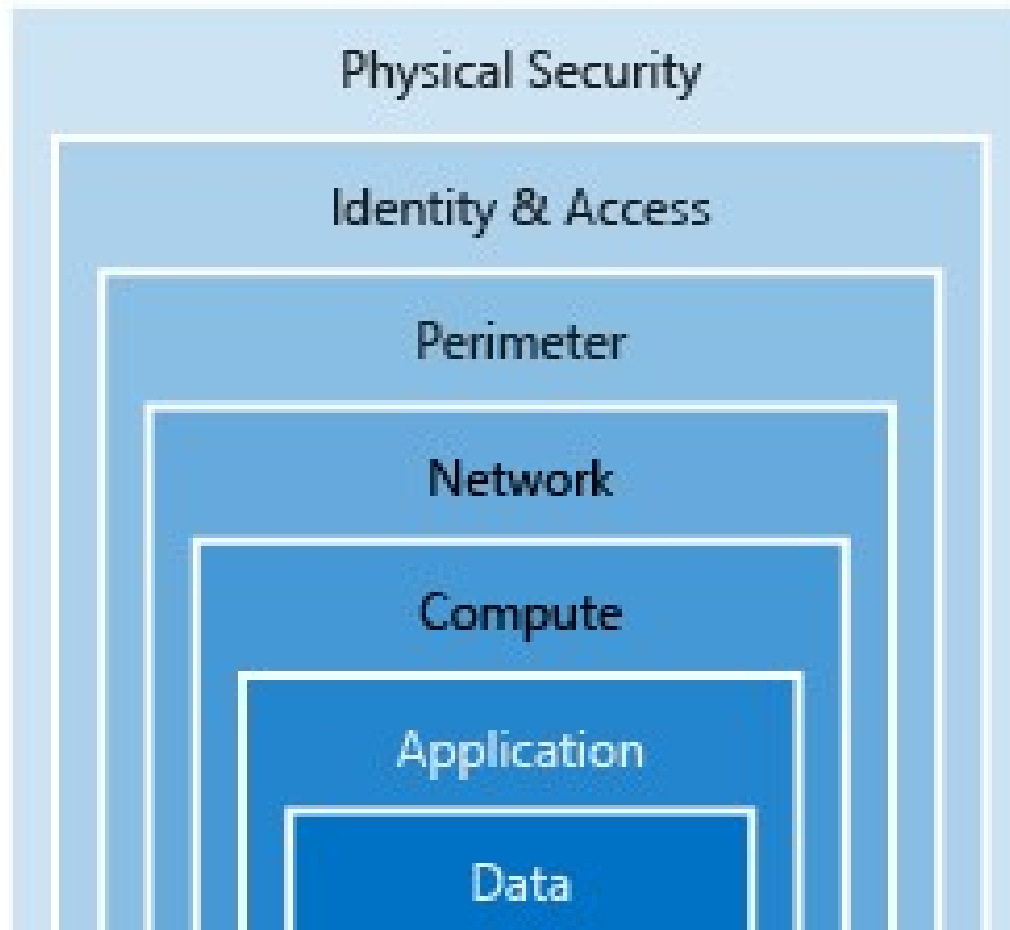 Physical Security
Identity & Access
Perimeter
Network
Compute
Application
Data